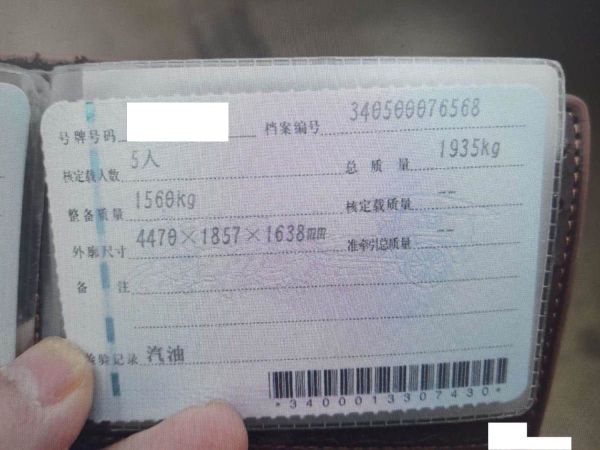 号牌号码 档案编号 340500076568
核定载人数 5人 总质量 1935kg
整备质量 1560kg 核定载质量 --
外廓尺寸 4470×1857×1638mm 准牵引总质量 --
备注
检验记录 汽油
*3400013307430*